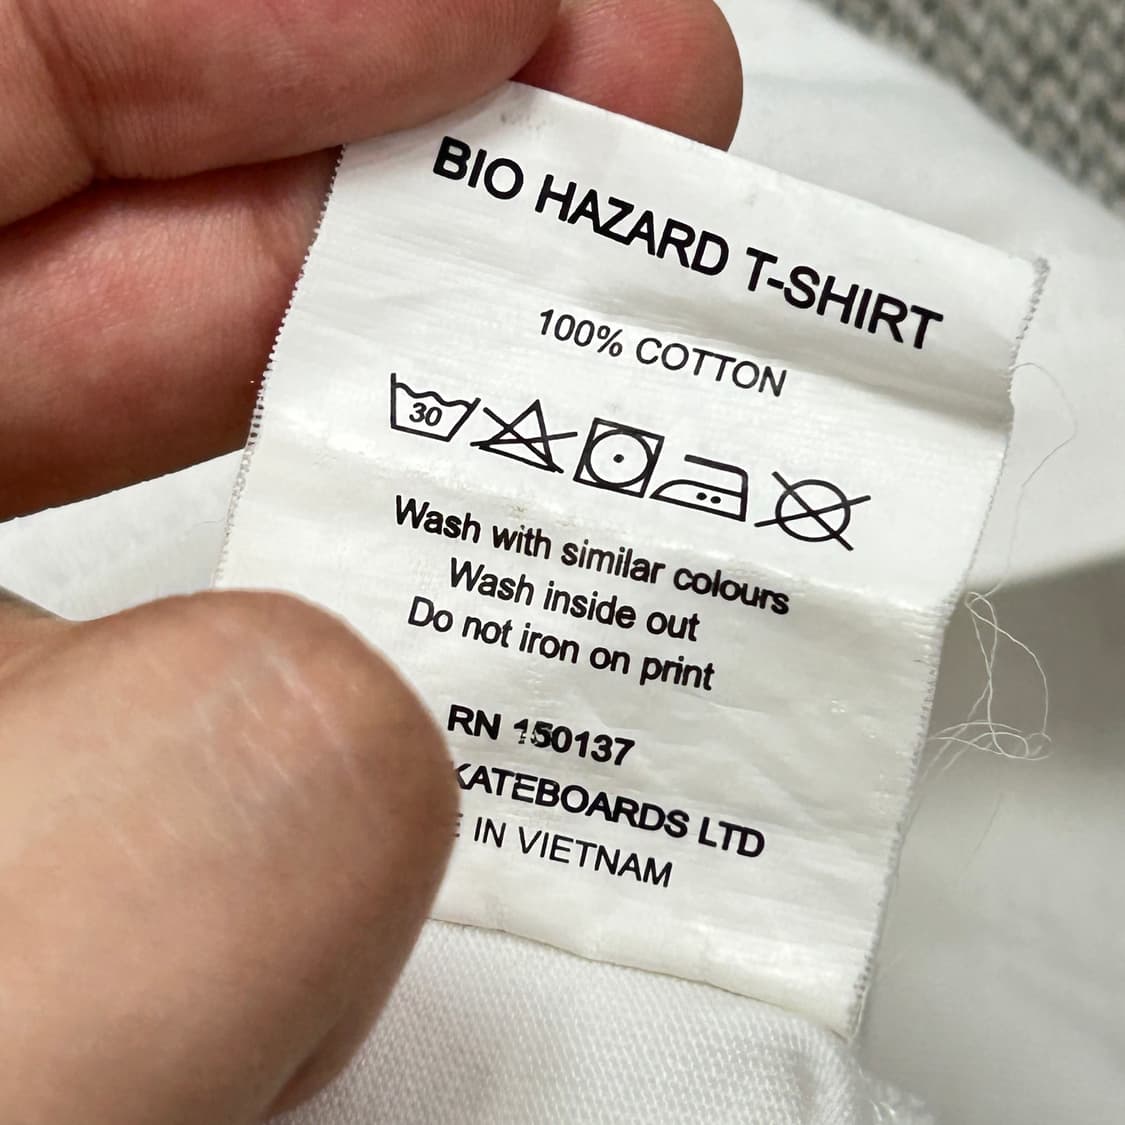 BIO HAZARD T-SHIRT
100% COTTON
30
Wash with similar colours
Wash inside out
Do not iron on print
RN 150137
KATEBOARDS LTD
IN VIETNAM